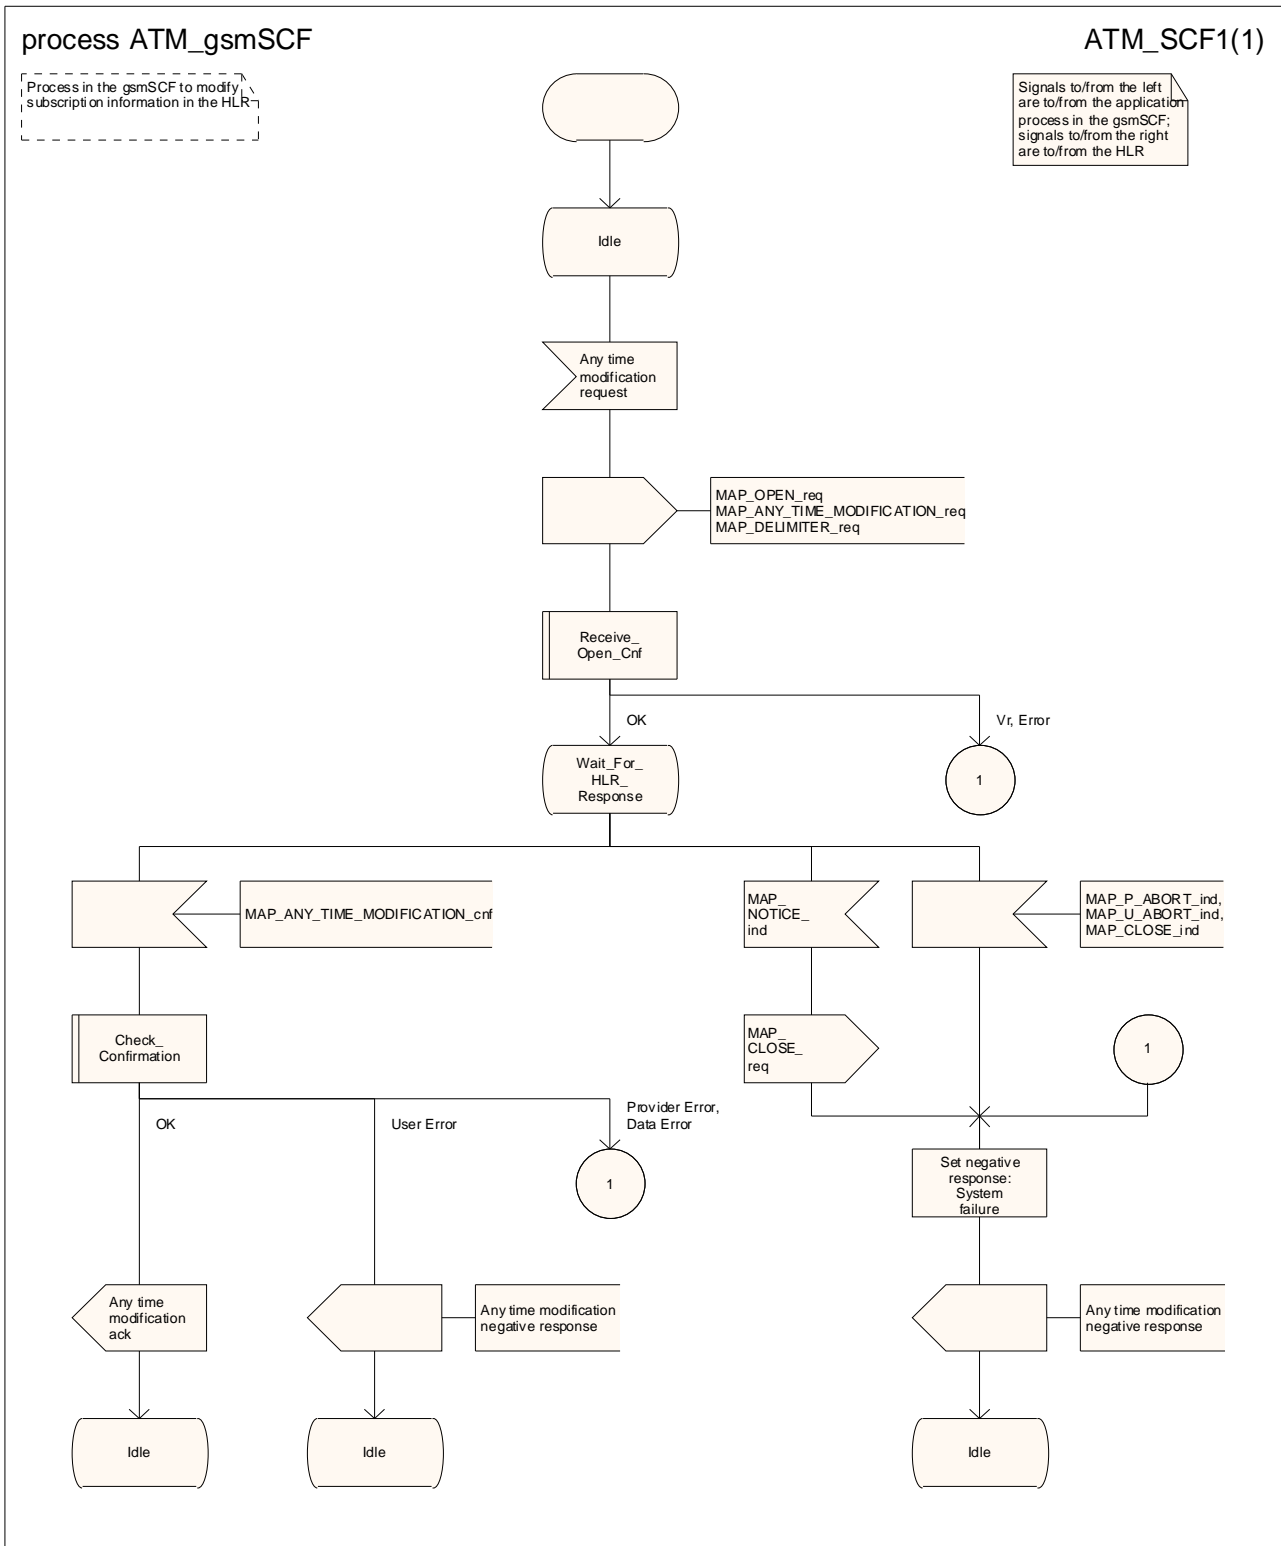 process ATM_gsmSCF
ATM_SCF1(1)
Process in the gsmSCF to modify
subscription information in the HLR
Signals to/from the left
are to/from the application
process in the gsmSCF;
signals to/from the right
are to/from the HLR
Idle
Any time
modification
request
MAP_OPEN_req
MAP_ANY_TIME_MODIFICATION_req
MAP_DELIMITER_req
Receive_
Open_Cnf
OK
Vr, Error
Wait_For_
HLR_
Response
1
MAP_ANY_TIME_MODIFICATION_cnf
MAP_
NOTICE_
ind
MAP_P_ABORT_ind,
MAP_U_ABORT_ind,
MAP_CLOSE_ind
Check_
Confirmation
MAP_
CLOSE_
req
1
OK
User Error
Provider Error,
Data Error
1
Set negative
response:
System
failure
Any time
modification
ack
Any time modification
negative response
Any time modification
negative response
Idle
Idle
Idle